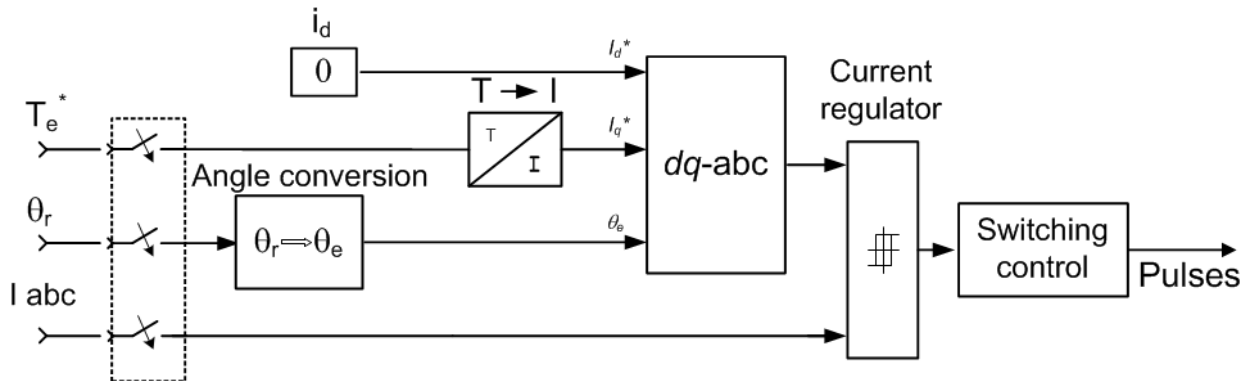 i_d
0
I_d*
T → I
Current
regulator
T_e*
T
I
I_q*
dq-abc
Angle conversion
θ_r
θ_r ⇒ θ_e
θ_e
Switching
control
Pulses
I abc